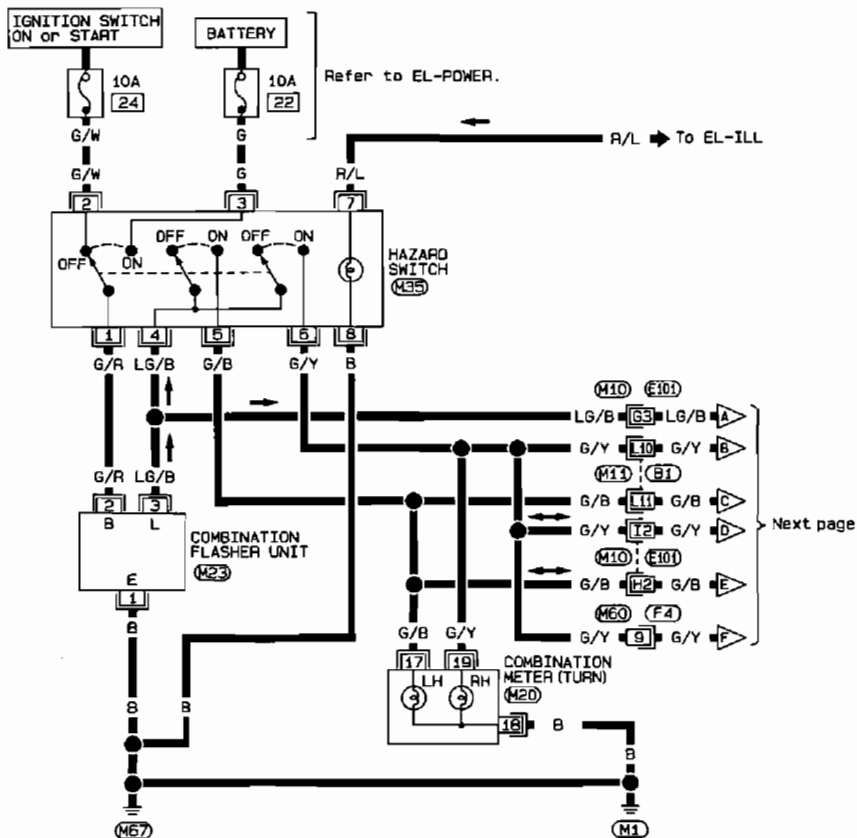 IGNITION SWITCH
ON or START
BATTERY
Refer to EL-POWER.
10A
24
10A
22
G/W
G
G/W
G
R/L
R/L
To EL-ILL
2
3
7
OFF
ON
OFF
ON
OFF
ON
HAZARD
SWITCH
M35
1
4
5
6
8
G/R
LG/B
G/B
G/Y
B
M10
E101
LG/B
G3
LG/B
A
G/Y
L10
G/Y
B
M11
B1
G/R
LG/B
G/B
L11
G/B
C
2
3
B
L
G/Y
I2
G/Y
D
Next page
COMBINATION
FLASHER UNIT
M23
M10
E101
E
G/B
H2
G/B
E
1
M60
F4
B
G/B
G/Y
G/Y
9
G/Y
F
17
19
COMBINATION
METER (TURN)
M20
LH
RH
B
B
18
B
B
M67
M1